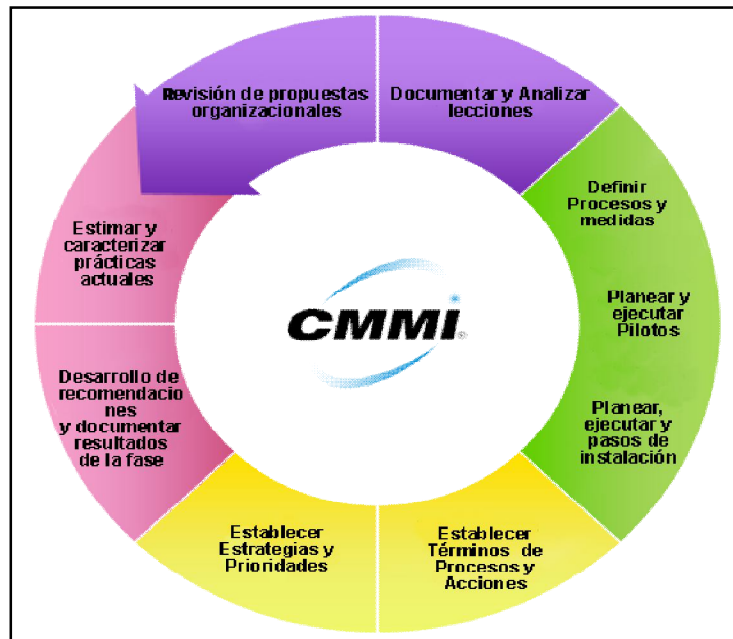 Revisión de propuestas
organizacionales
Documentar y Analizar
lecciones
Definir
Procesos y
medidas
Planear y
ejecutar
Pilotos
Planear,
ejecutar y
pasos de
instalación
Establecer
Términos de
Procesos y
Acciones
Establecer
Estrategias y
Prioridades
Desarrollo de
recomendacio
nes
y documentar
resultados
de la fase
Estimar y
caracterizar
prácticas
actuales
CMMI®